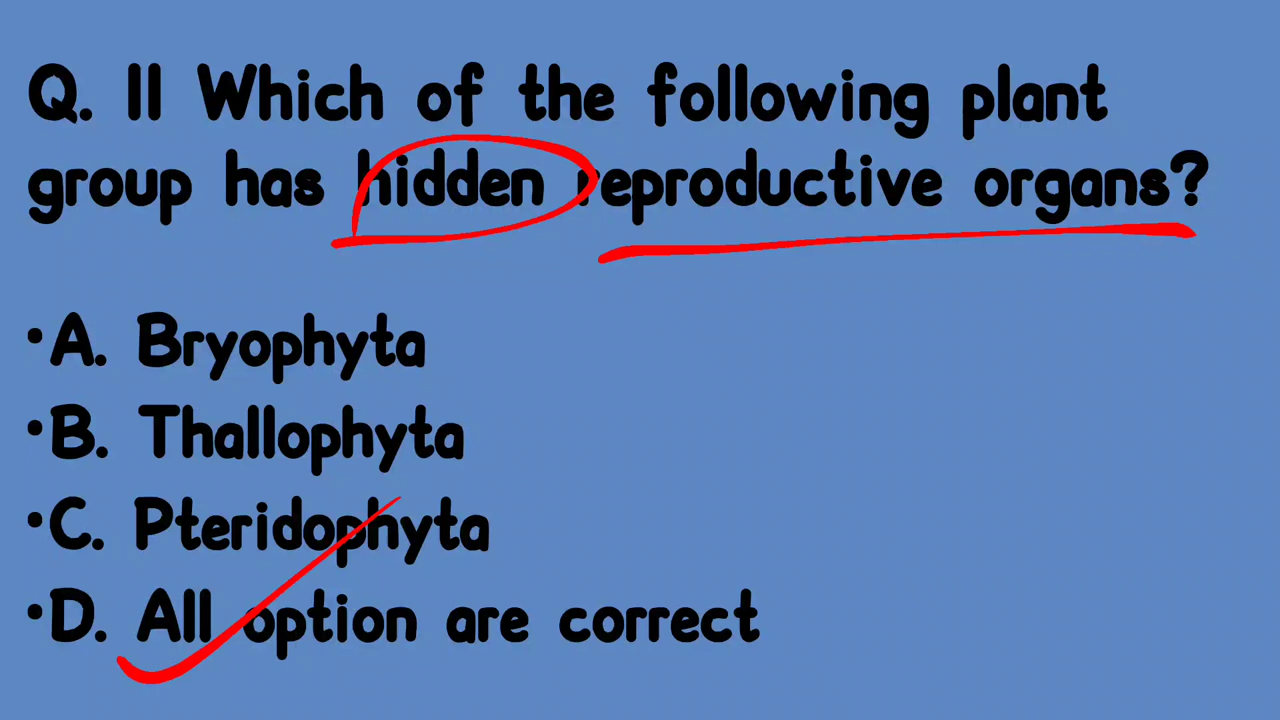 Q. 11 Which of the following plant
group has hidden reproductive organs?
•A. Bryophyta
•B. Thallophyta
•C. Pteridophyta
•D. All option are correct